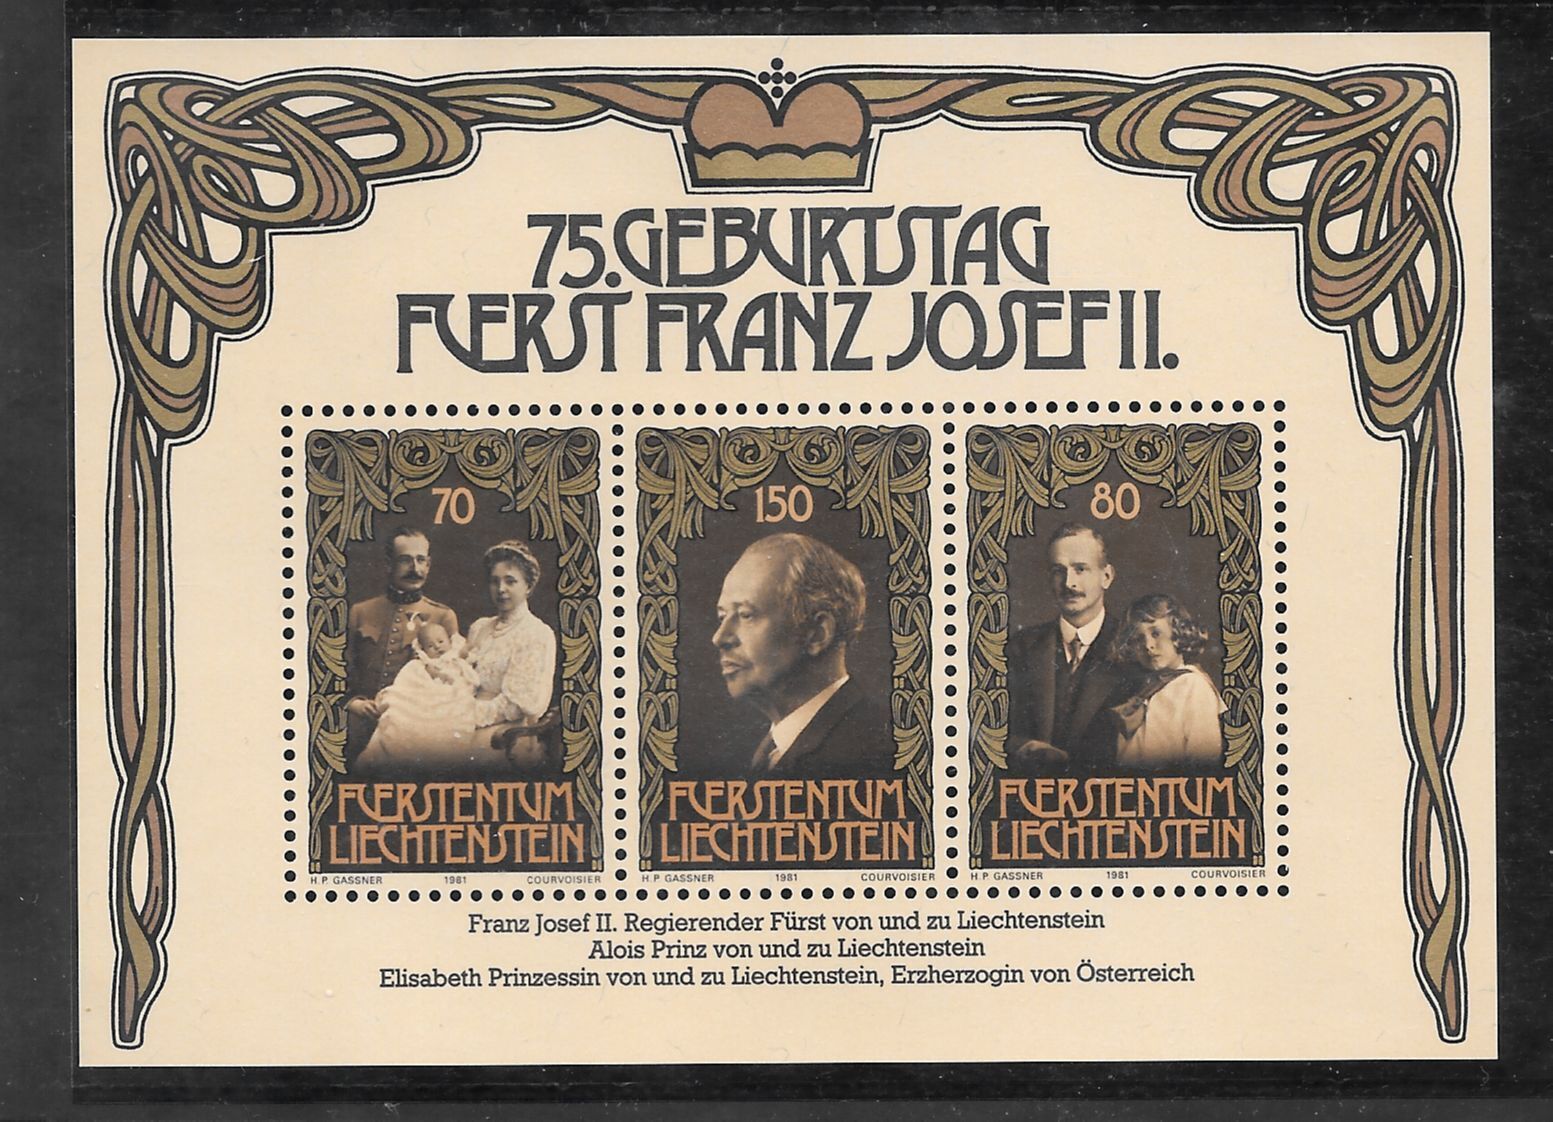 75. GEBURTSTAG
FUERST FRANZ JOSEF II.
70
150
80
FUERSTENTUM
LIECHTENSTEIN
FUERSTENTUM
LIECHTENSTEIN
FUERSTENTUM
LIECHTENSTEIN
H.P. GASSNER 1981 COURVOISIER
H.P. GASSNER 1981 COURVOISIER
H.P. GASSNER 1981 COURVOISIER
Franz Josef II. Regierender Fürst von und zu Liechtenstein
Alois Prinz von und zu Liechtenstein
Elisabeth Prinzessin von und zu Liechtenstein, Erzherzogin von Österreich